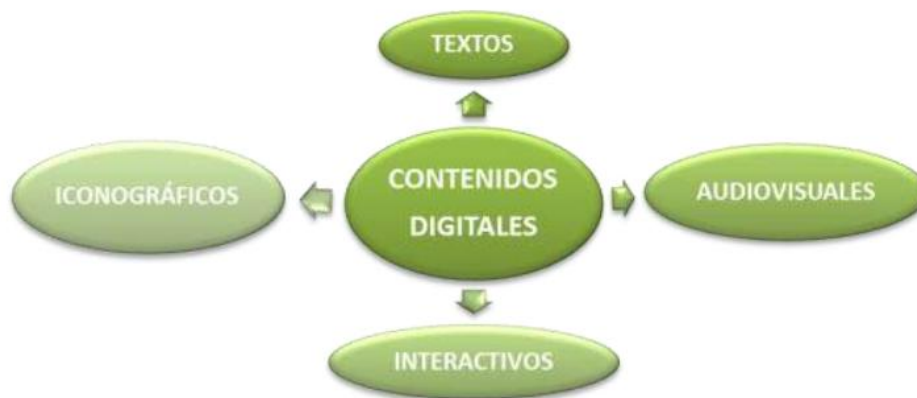 TEXTOS
ICONOGRÁFICOS
CONTENIDOS
DIGITALES
AUDIOVISUALES
INTERACTIVOS